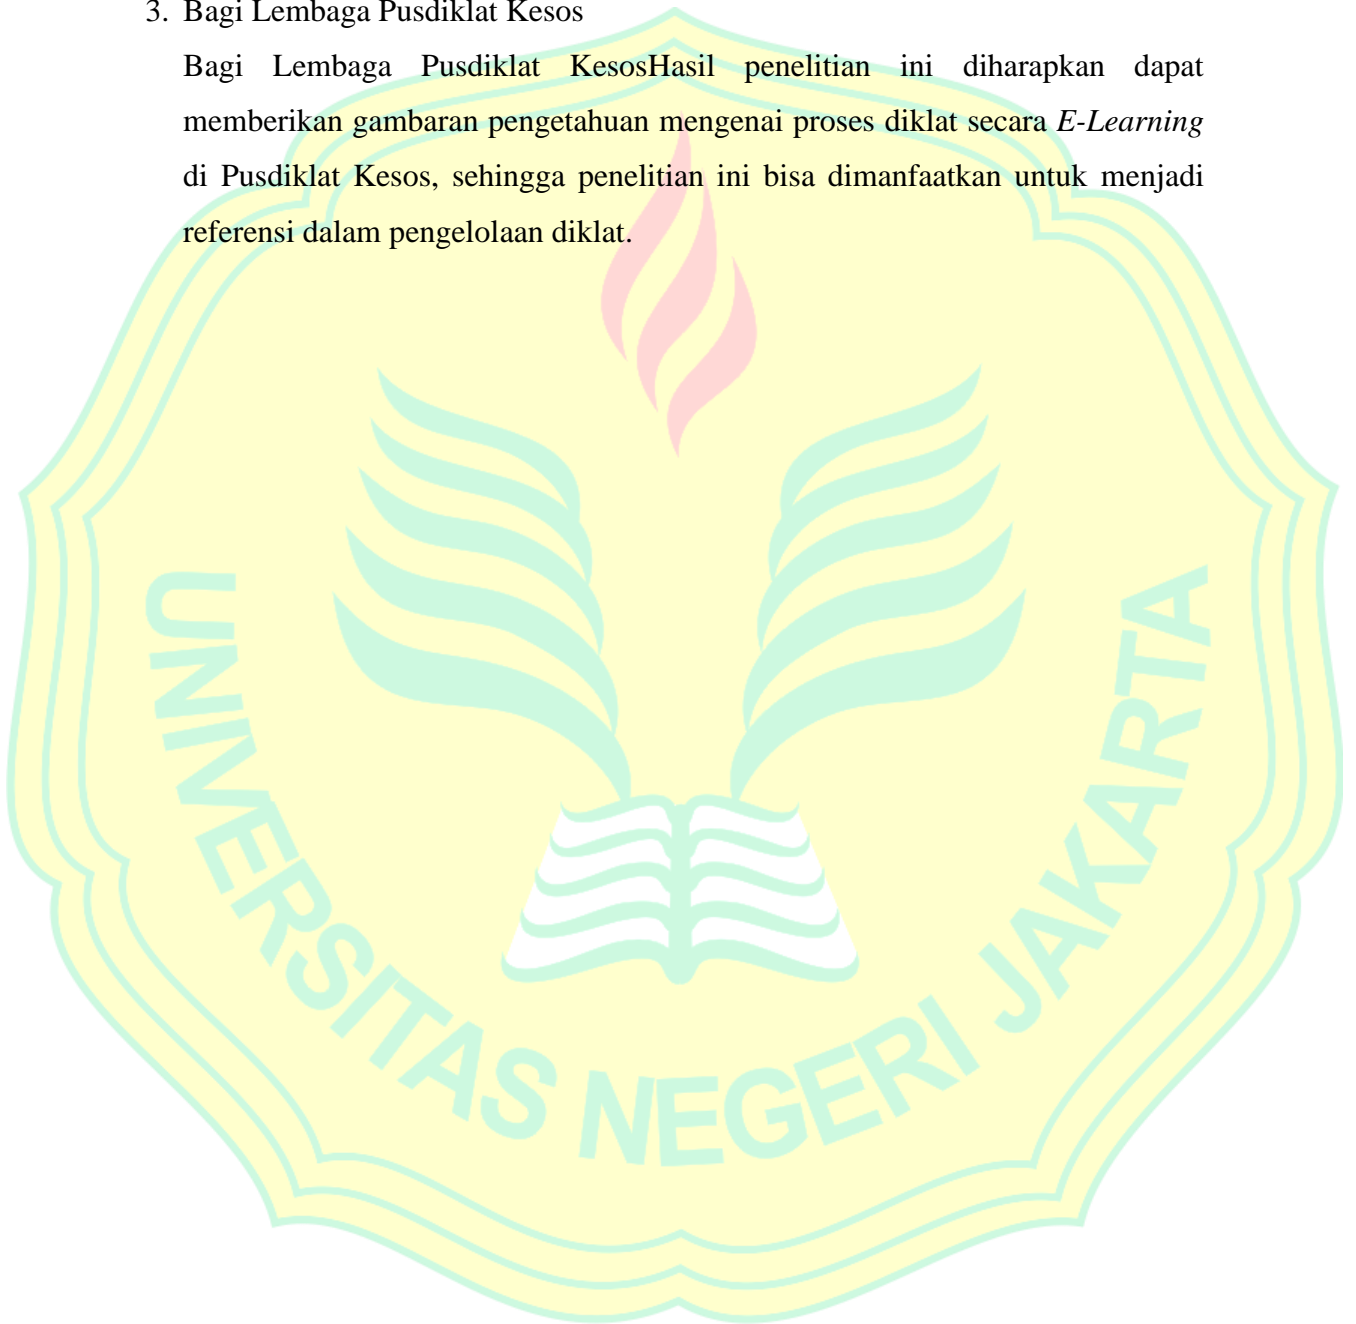 3. Bagi Lembaga Pusdiklat Kesos
Bagi Lembaga Pusdiklat KesosHasil penelitian ini diharapkan dapat
memberikan gambaran pengetahuan mengenai proses diklat secara E-Learning
di Pusdiklat Kesos, sehingga penelitian ini bisa dimanfaatkan untuk menjadi
referensi dalam pengelolaan diklat.
UNIVERSITAS NEGERI JAKARTA